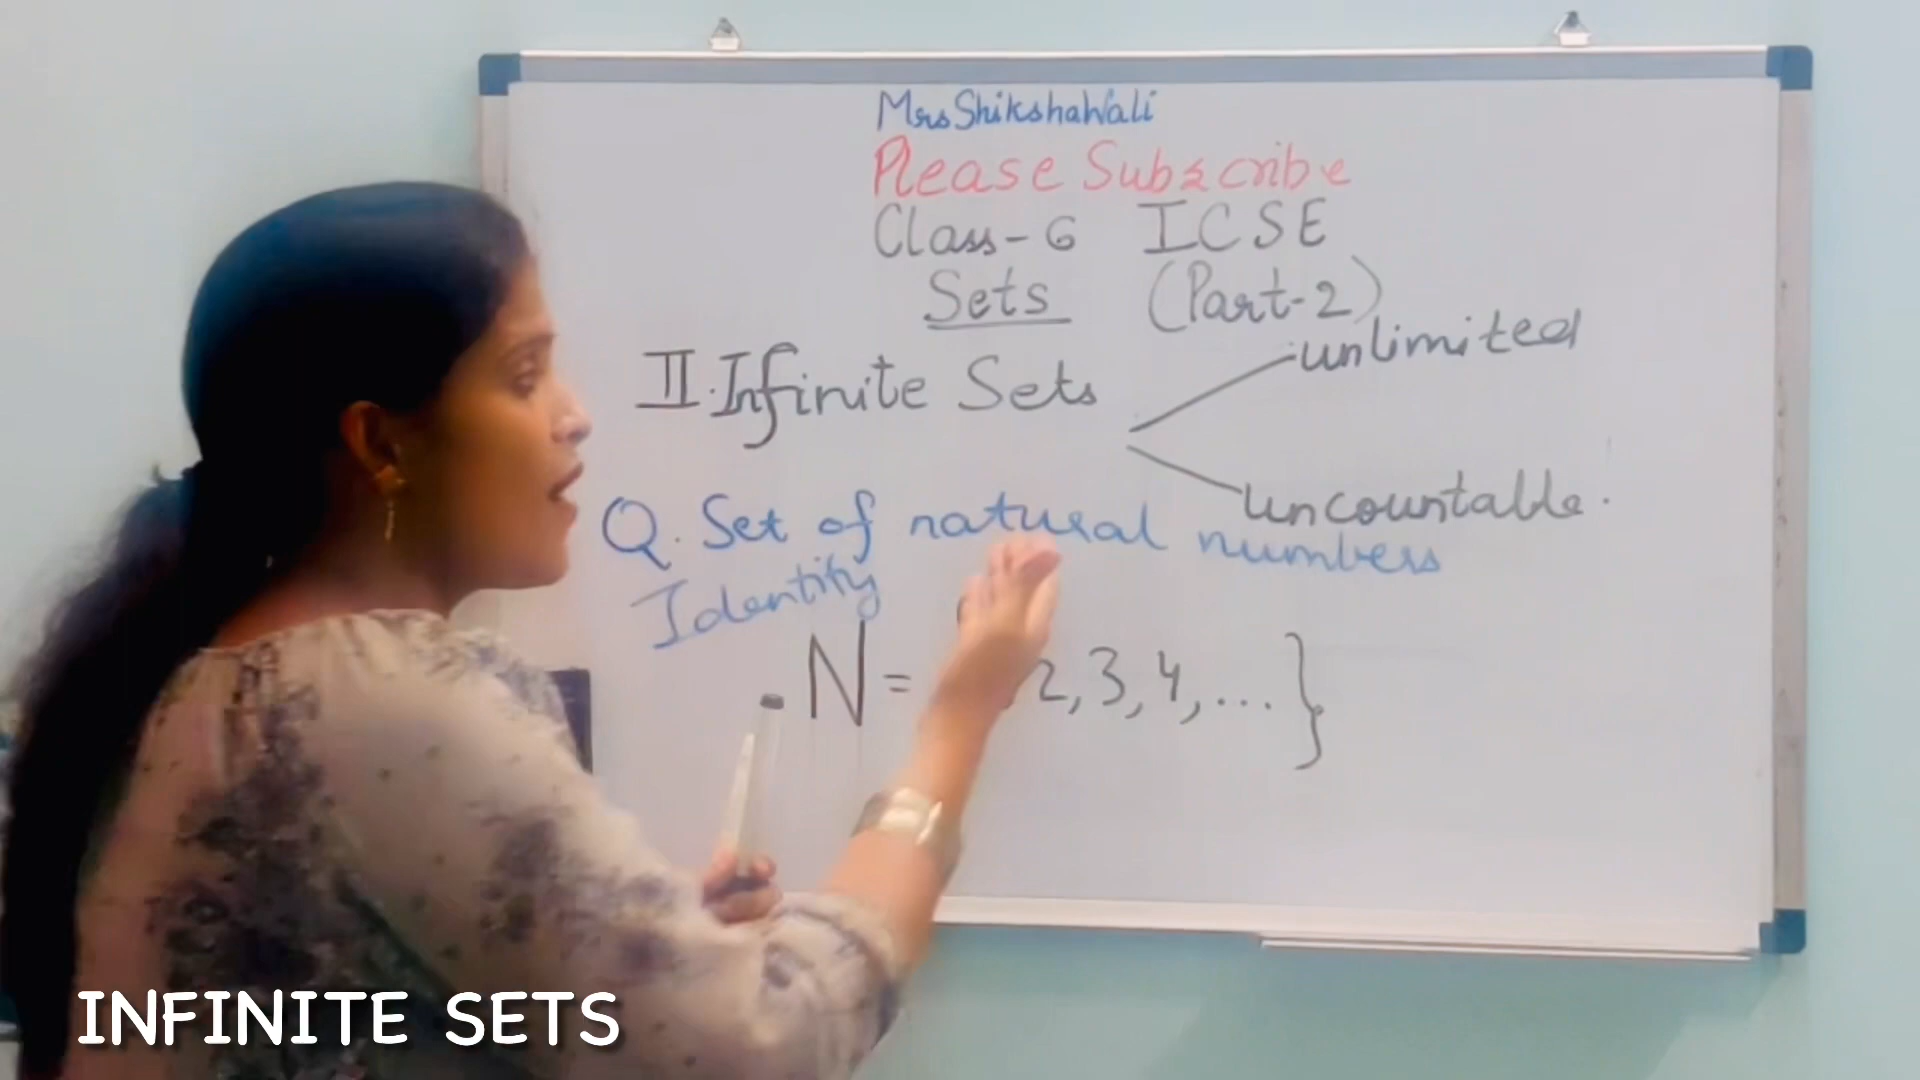 MrsShikshaWali
Please Subscribe
Class-6 ICSE
Sets (Part-2)
II. Infinite Sets
unlimited
uncountable.
Q. Set of natural numbers
Identity
N = 2, 3, 4, ... }
INFINITE SETS